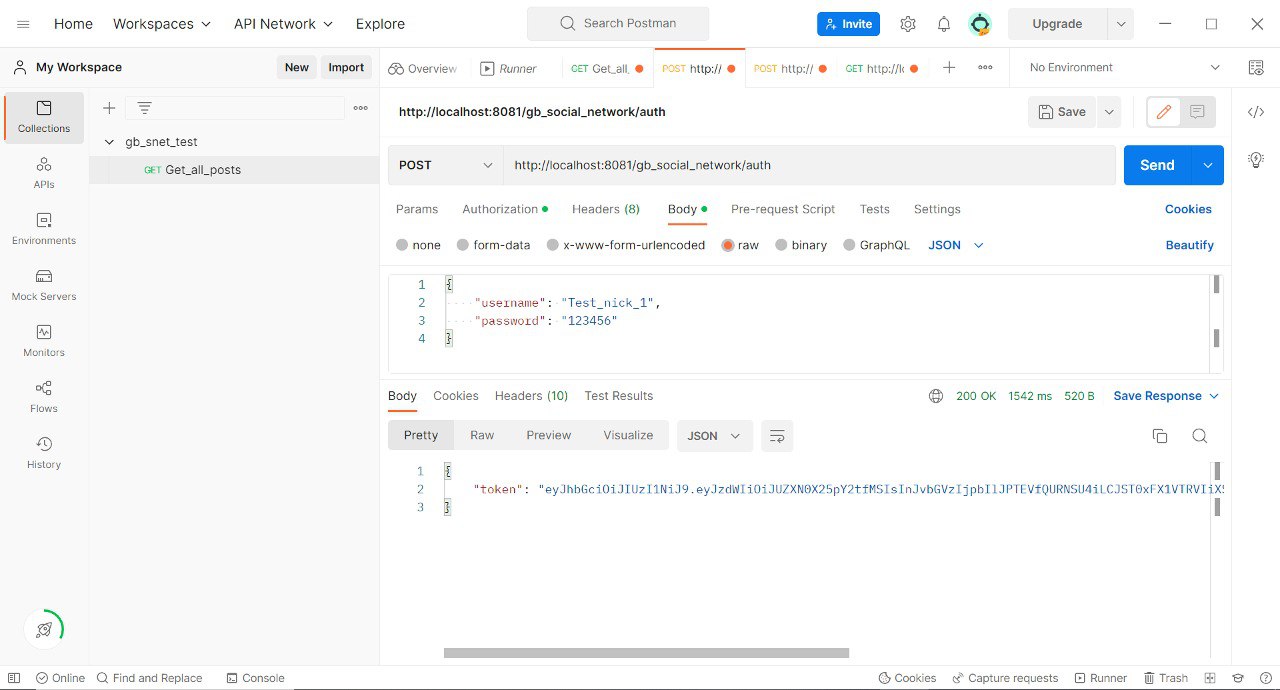 Home Workspaces API Network Explore Search Postman Invite Upgrade
My Workspace New Import Overview Runner GET Get_all_ POST http:// POST http:// GET http://l No Environment
Collections
APIs
Environments
Mock Servers
Monitors
Flows
History
gb_snet_test
GET Get_all_posts
http://localhost:8081/gb_social_network/auth Save
POST http://localhost:8081/gb_social_network/auth Send
Params Authorization Headers (8) Body Pre-request Script Tests Settings Cookies
none form-data x-www-form-urlencoded raw binary GraphQL JSON Beautify
1 {
2 "username": "Test_nick_1",
3 "password": "123456"
4 }
Body Cookies Headers (10) Test Results 200 OK 1542 ms 520 B Save Response
Pretty Raw Preview Visualize JSON
1 {
2 "token": "eyJhbGciOiJIUzI1NiJ9.eyJzdWIiOiJUZXN0X25pY2tfMSIsInJvbGVzIjpbIlJPTEVfQURNSU4iLCJST0xFX1VTRVIiX
3 }
Online Find and Replace Console Cookies Capture requests Runner Trash